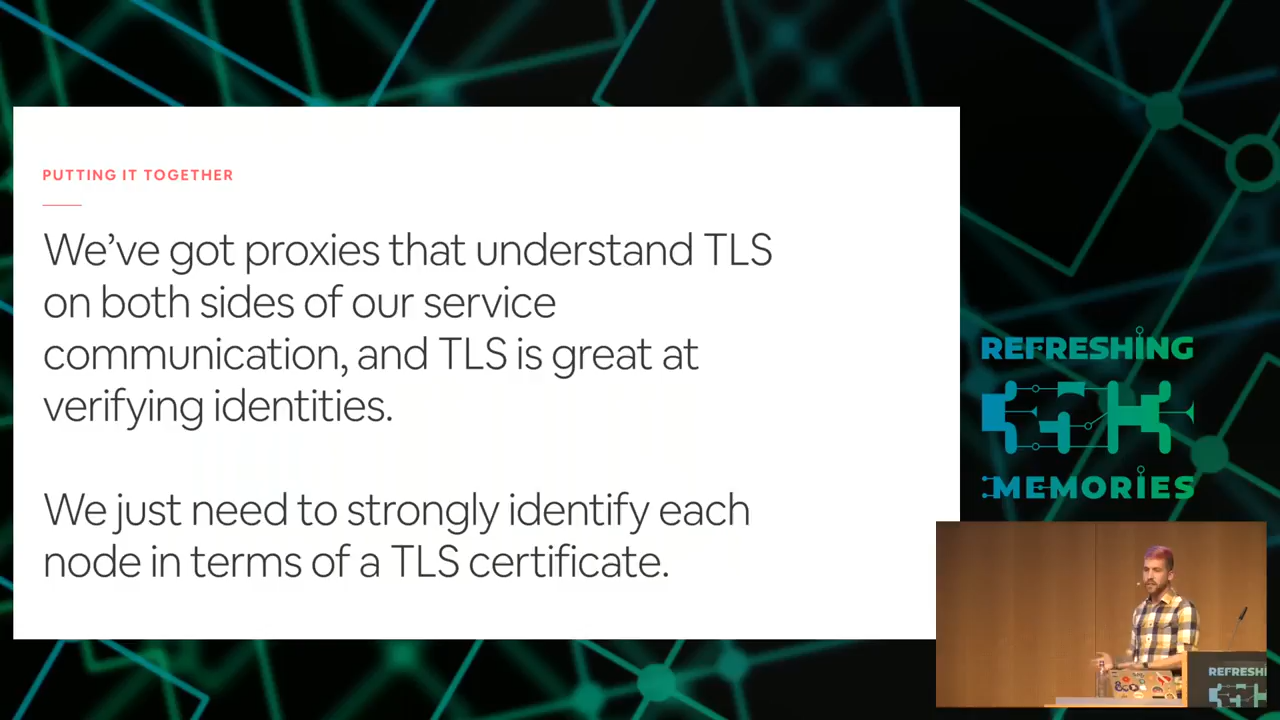 PUTTING IT TOGETHER
We’ve got proxies that understand TLS
on both sides of our service
communication, and TLS is great at
verifying identities.
We just need to strongly identify each
node in terms of a TLS certificate.
REFRESHING
MEMORIES
REFRESHI